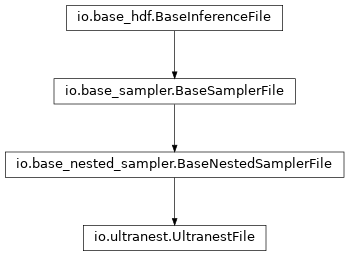 io.base_hdf.BaseInferenceFile
io.base_sampler.BaseSamplerFile
io.base_nested_sampler.BaseNestedSamplerFile
io.ultranest.UltranestFile